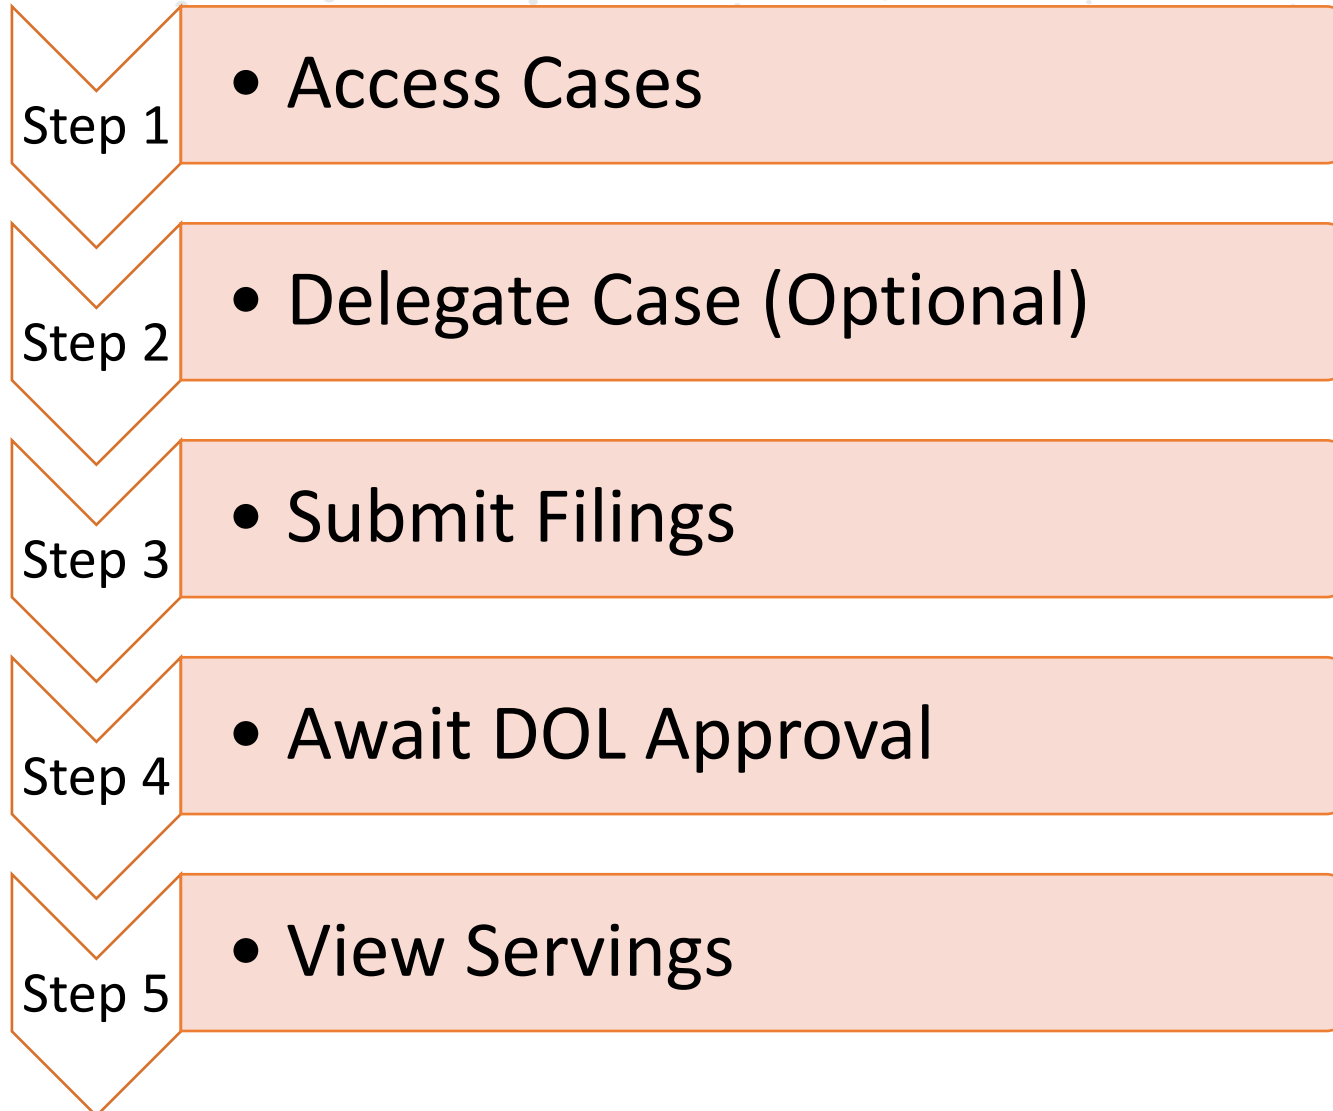 Step 1
• Access Cases
Step 2
• Delegate Case (Optional)
Step 3
• Submit Filings
Step 4
• Await DOL Approval
Step 5
• View Servings